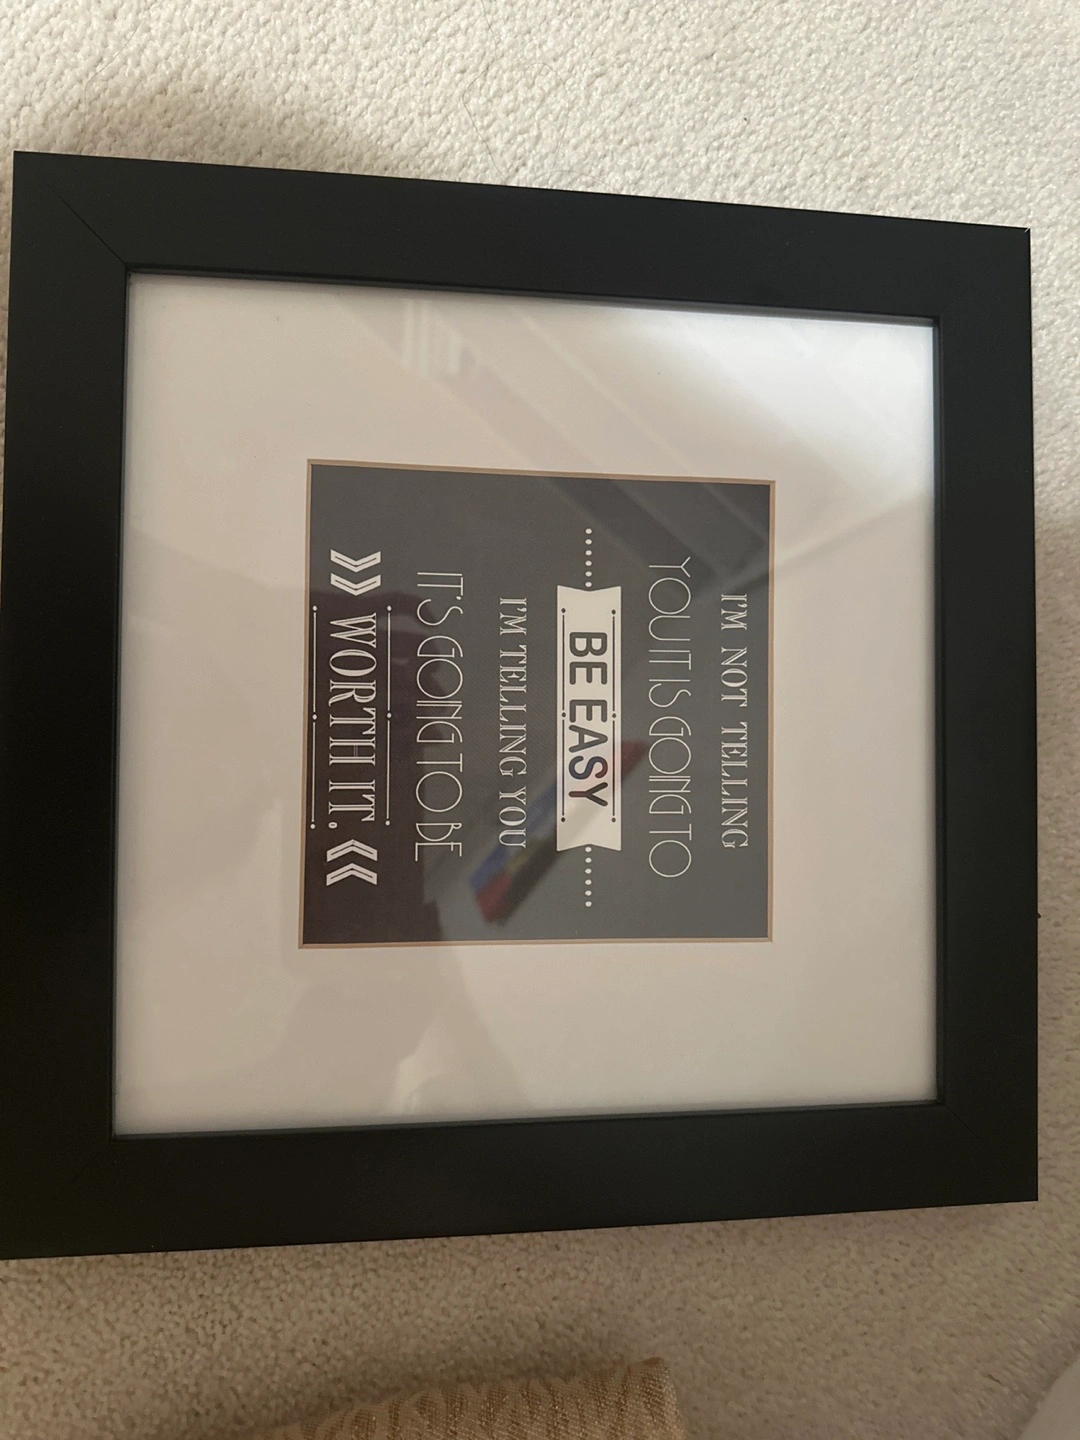 I'M NOT TELLING
YOU IT IS GOING TO
BE EASY
I'M TELLING YOU
IT'S GOING TO BE
WORTH IT.